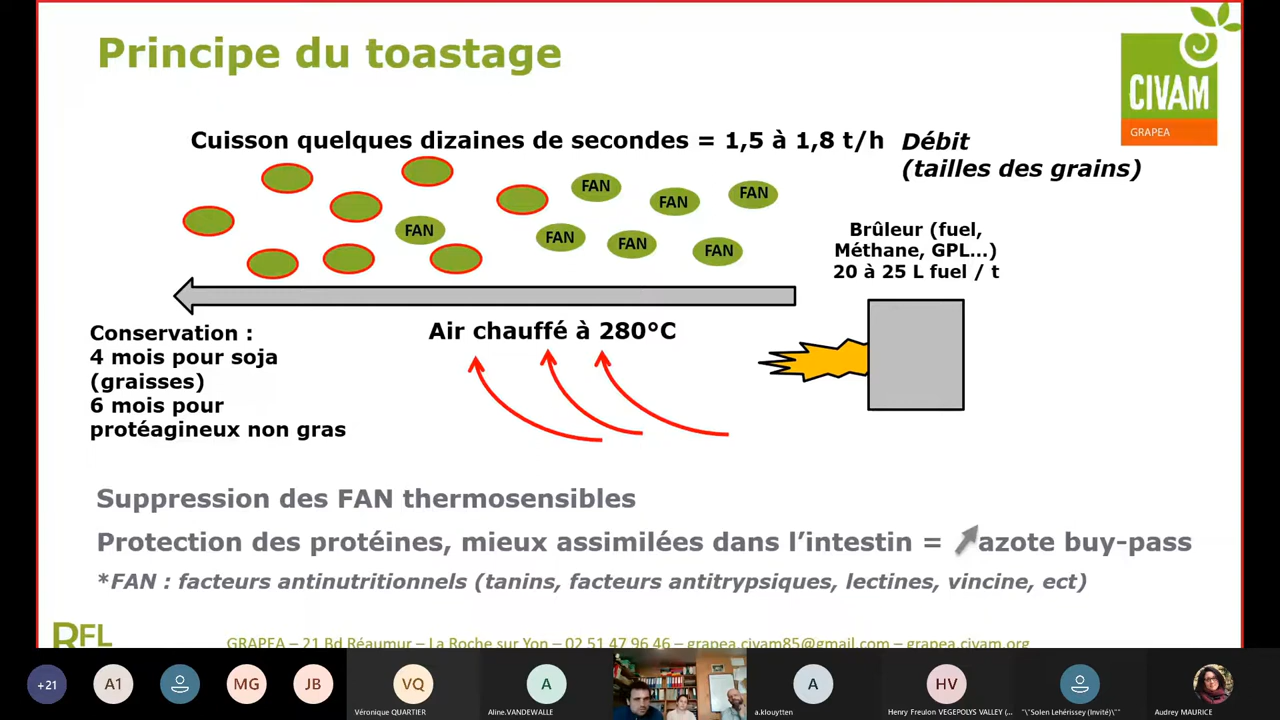 Principe du toastage
CIVAM
GRAPEA
Cuisson quelques dizaines de secondes = 1,5 à 1,8 t/h
Débit
(tailles des grains)
FAN
FAN
FAN
FAN
FAN
FAN
FAN
Brûleur (fuel,
Méthane, GPL...)
20 à 25 L fuel / t
Air chauffé à 280°C
Conservation :
4 mois pour soja
(graisses)
6 mois pour
protéagineux non gras
Suppression des FAN thermosensibles
Protection des protéines, mieux assimilées dans l'intestin = azote buy-pass
*FAN : facteurs antinutritionnels (tanins, facteurs antitrypsiques, lectines, vincine, ect)
RFL
GRAPEA – 21 Bd Réaumur – La Roche sur Yon – 02 51 47 96 46 – grapea.civam85@gmail.com – grapea.civam.org
+21
A1
MG
JB
VQ
A
A
HV
Véronique QUARTIER
Aline.VANDEWALLE
a.klouytten
Henry Freulon VEGEPOLYS VALLEY (...
"\"Solen Lehérissey (Invité)\""
Audrey MAURICE